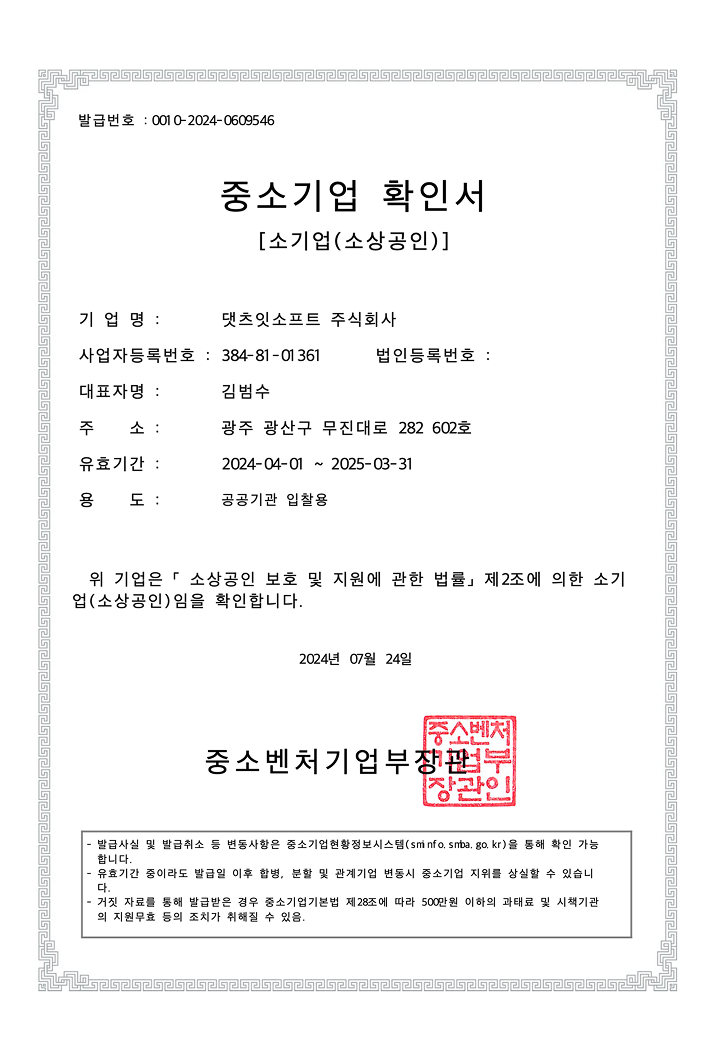 발급번호 : 0010-2024-0609546
중소기업 확인서
[소기업(소상공인)]
기 업 명 : 댓츠잇소프트 주식회사
사업자등록번호 : 384-81-01361 법인등록번호 :
대표자명 : 김범수
주 소 : 광주 광산구 무진대로 282 602호
유효기간 : 2024-04-01 ~ 2025-03-31
용 도 : 공공기관 입찰용
위 기업은「 소상공인 보호 및 지원에 관한 법률」제2조에 의한 소기
업(소상공인)임을 확인합니다.
2024년 07월 24일
중소벤처기업부장관
중소벤처
기업부
장관인
- 발급사실 및 발급취소 등 변동사항은 중소기업현황정보시스템(sminfo.smba.go.kr)을 통해 확인 가능
합니다.
- 유효기간 중이라도 발급일 이후 합병, 분할 및 관계기업 변동시 중소기업 지위를 상실할 수 있습니
다.
- 거짓 자료를 통해 발급받은 경우 중소기업기본법 제28조에 따라 500만원 이하의 과태료 및 시책기관
의 지원무효 등의 조치가 취해질 수 있음.